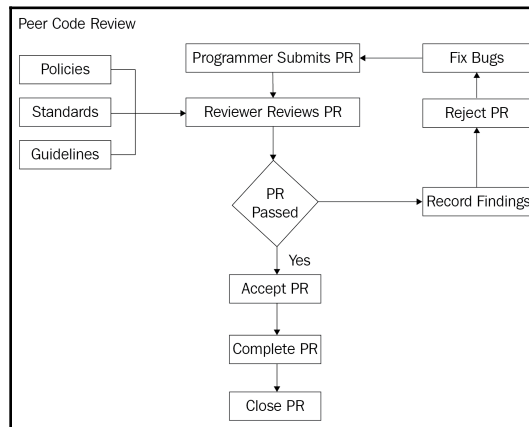 Peer Code Review
Policies
Programmer Submits PR
Fix Bugs
Standards
Reviewer Reviews PR
Reject PR
Guidelines
PR
Passed
Record Findings
Yes
Accept PR
Complete PR
Close PR